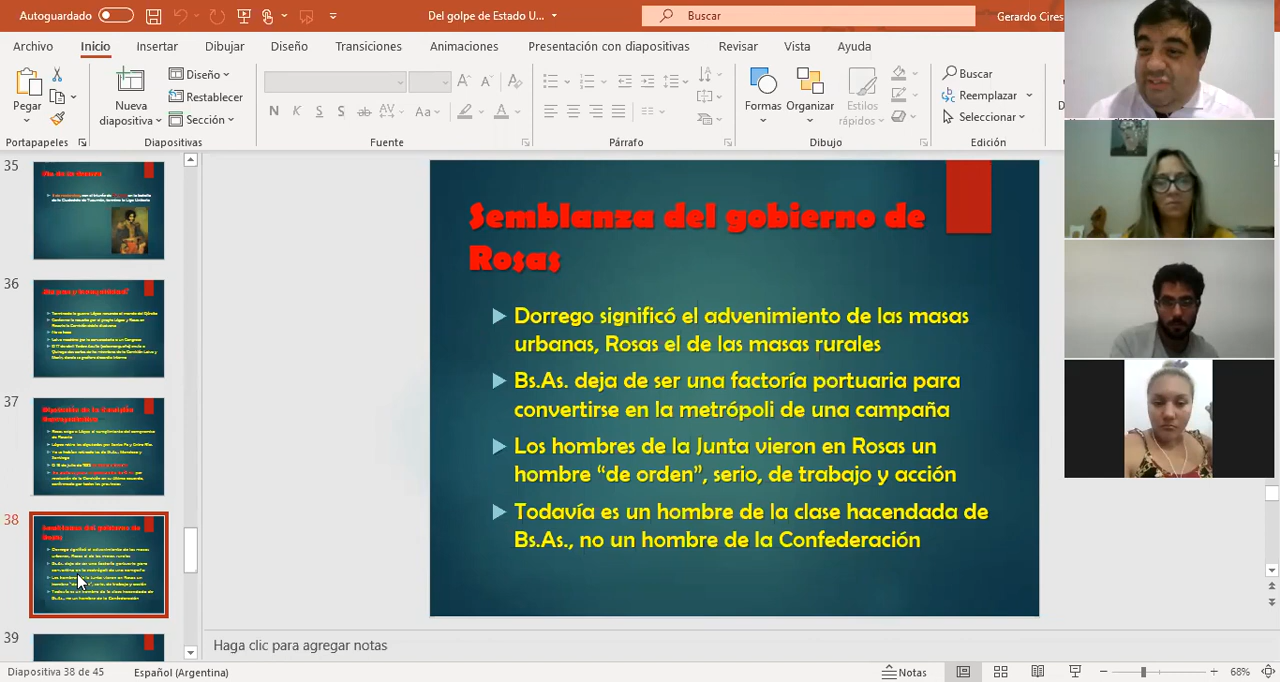 Autoguardado
Del golpe de Estado U...
Buscar
Gerardo Cires
Archivo
Inicio
Insertar
Dibujar
Diseño
Transiciones
Animaciones
Presentación con diapositivas
Revisar
Vista
Ayuda
Pegar
Nueva
diapositiva
Diseño
Restablecer
Sección
Formas
Organizar
Estilos
rápidos
Buscar
Reemplazar
Seleccionar
Portapapeles
Diapositivas
Fuente
Párrafo
Dibujo
Edición
35
36
37
38
Semblanza del gobierno de
Rosas
39
Semblanza del gobierno de
Rosas
Dorrego significó el advenimiento de las masas
urbanas, Rosas el de las masas rurales
Bs.As. deja de ser una factoría portuaria para
convertirse en la metrópoli de una campaña
Los hombres de la Junta vieron en Rosas un
hombre “de orden”, serio, de trabajo y acción
Todavía es un hombre de la clase hacendada de
Bs.As., no un hombre de la Confederación
Haga clic para agregar notas
Diapositiva 38 de 45
Español (Argentina)
Notas
68%